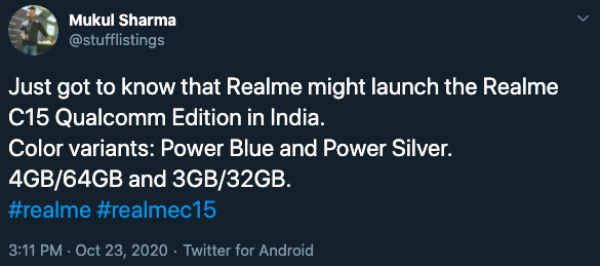 Mukul Sharma
@stufflistings
Just got to know that Realme might launch the Realme
C15 Qualcomm Edition in India.
Color variants: Power Blue and Power Silver.
4GB/64GB and 3GB/32GB.
#realme #realmec15
3:11 PM · Oct 23, 2020 · Twitter for Android